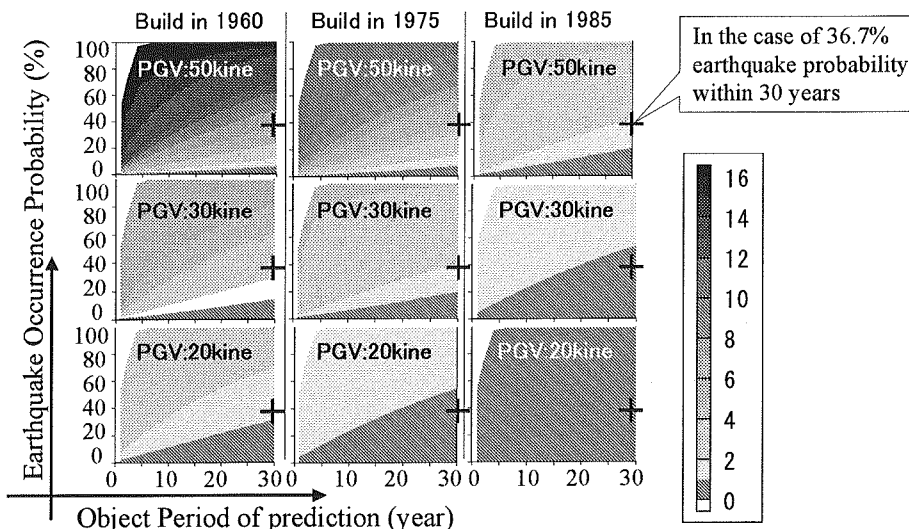 Build in 1960
Build in 1975
Build in 1985
In the case of 36.7%
earthquake probability
within 30 years
Earthquake Occurrence Probability (%)
100
80
60
40
20
0
PGV:50kine
PGV:50kine
PGV:50kine
100
80
60
40
20
0
PGV:30kine
PGV:30kine
PGV:30kine
100
80
60
40
20
0
PGV:20kine
PGV:20kine
PGV:20kine
0 10 20 30
0 10 20 30
0 10 20 30
Object Period of prediction (year)
16
14
12
10
8
6
4
2
0